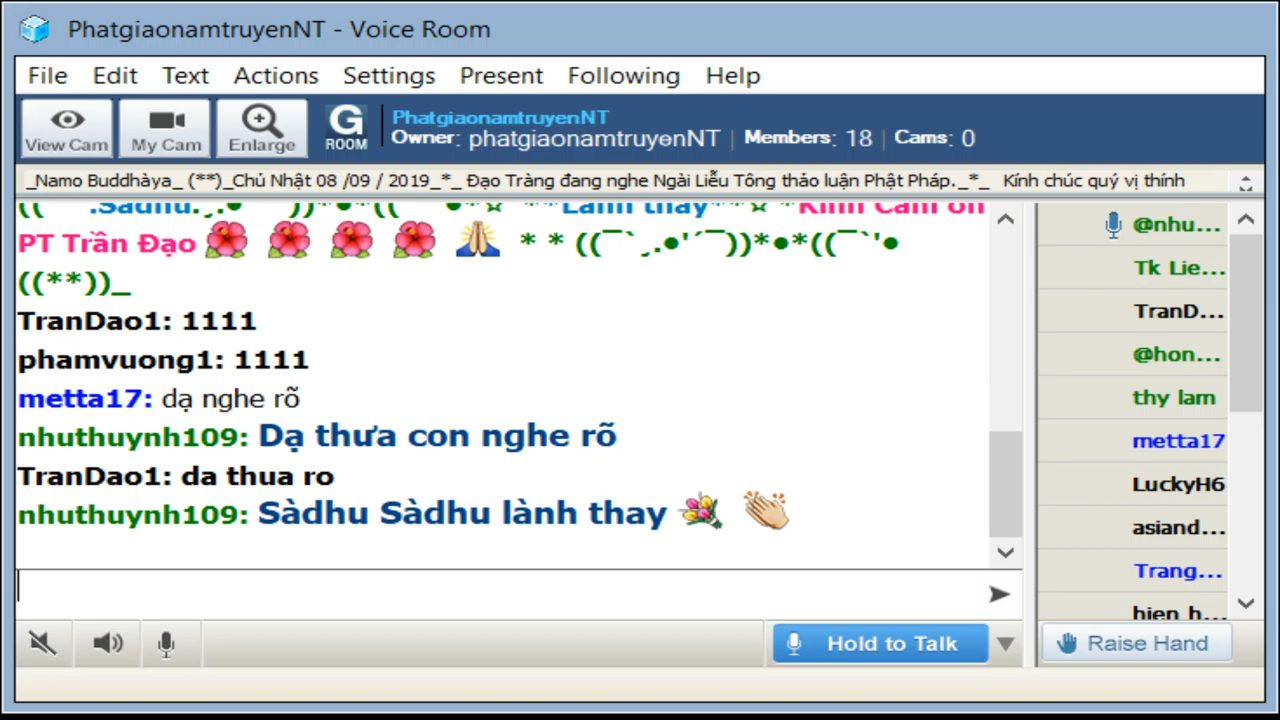 PhatgiaonamtruyenNT - Voice Room
File Edit Text Actions Settings Present Following Help
View Cam My Cam Enlarge G ROOM
PhatgiaonamtruyenNT
Owner: phatgiaonamtruyenNT | Members: 18 | Cams: 0
_Namo Buddhàya_ (**)_Chủ Nhật 08 /09 / 2019_*_ Đạo Tràng đang nghe Ngài Liễu Tông thảo luận Phật Pháp._*_ Kính chúc quý vị thính
PT Trần Đạo 🌺 🌺 🌺 🌺 🙏 * * ((¯`¸.●'´¯))*●*((¯`'●
((**))_
TranDao1: 1111
phamvuong1: 1111
metta17: dạ nghe rõ
nhuthuynh109: Dạ thưa con nghe rõ
TranDao1: da thua ro
nhuthuynh109: Sàdhu Sàdhu lành thay 💐 👏
@nhu...
Tk Lie...
TranD...
@hon...
thy lam
metta17
LuckyH6
asiand...
Trang...
hien h...
Hold to Talk
Raise Hand